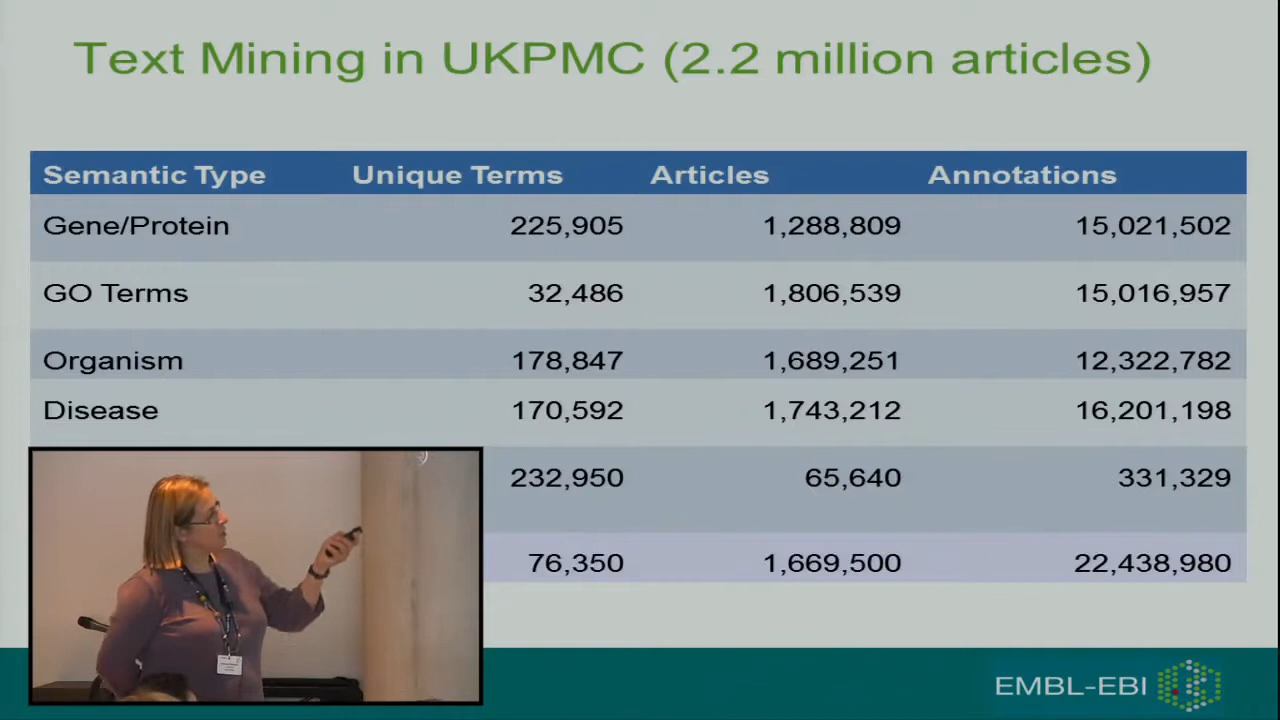 Text Mining in UKPMC (2.2 million articles)
Semantic Type Unique Terms Articles Annotations
Gene/Protein 225,905 1,288,809 15,021,502
GO Terms 32,486 1,806,539 15,016,957
Organism 178,847 1,689,251 12,322,782
Disease 170,592 1,743,212 16,201,198
232,950 65,640 331,329
76,350 1,669,500 22,438,980
EMBL-EBI